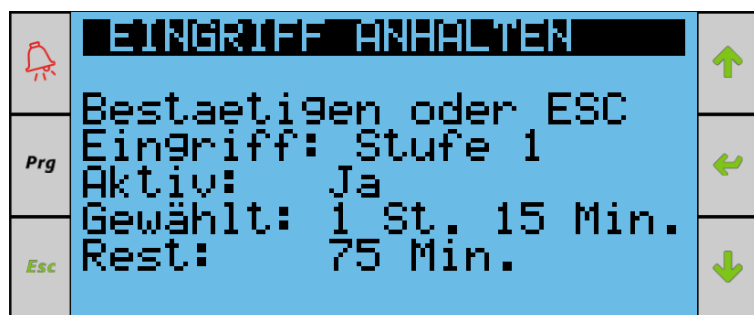 EINGRIFF ANHALTEN
Bestaetigen oder ESC
Eingriff: Stufe 1
Prg
Aktiv: Ja
Gewählt: 1 St. 15 Min.
Esc
Rest: 75 Min.